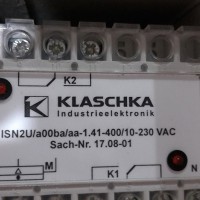 K2
KLASCHKA
Industrieelektronik
ISN2U/a00ba/aa-1.41-400/10-230 VAC
Sach-Nr. 17.08-01
M
K1
N